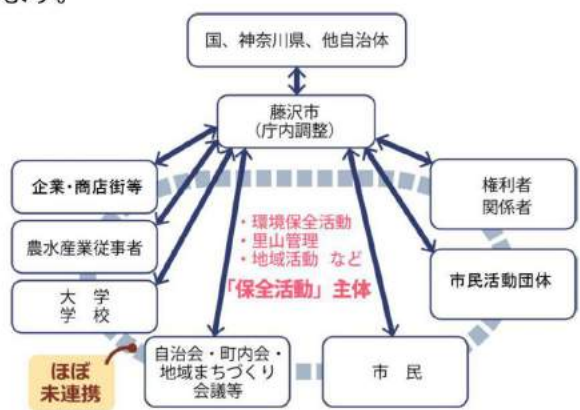 ます。
国、神奈川県、他自治体
藤沢市
(庁内調整)
企業・商店街等
権利者
関係者
農水産業従事者
・環境保全活動
・里山管理
・地域活動 など
「保全活動」主体
市民活動団体
大 学
学 校
自治会・町内会・
地域まちづくり
会議等
市 民
ほぼ
未連携